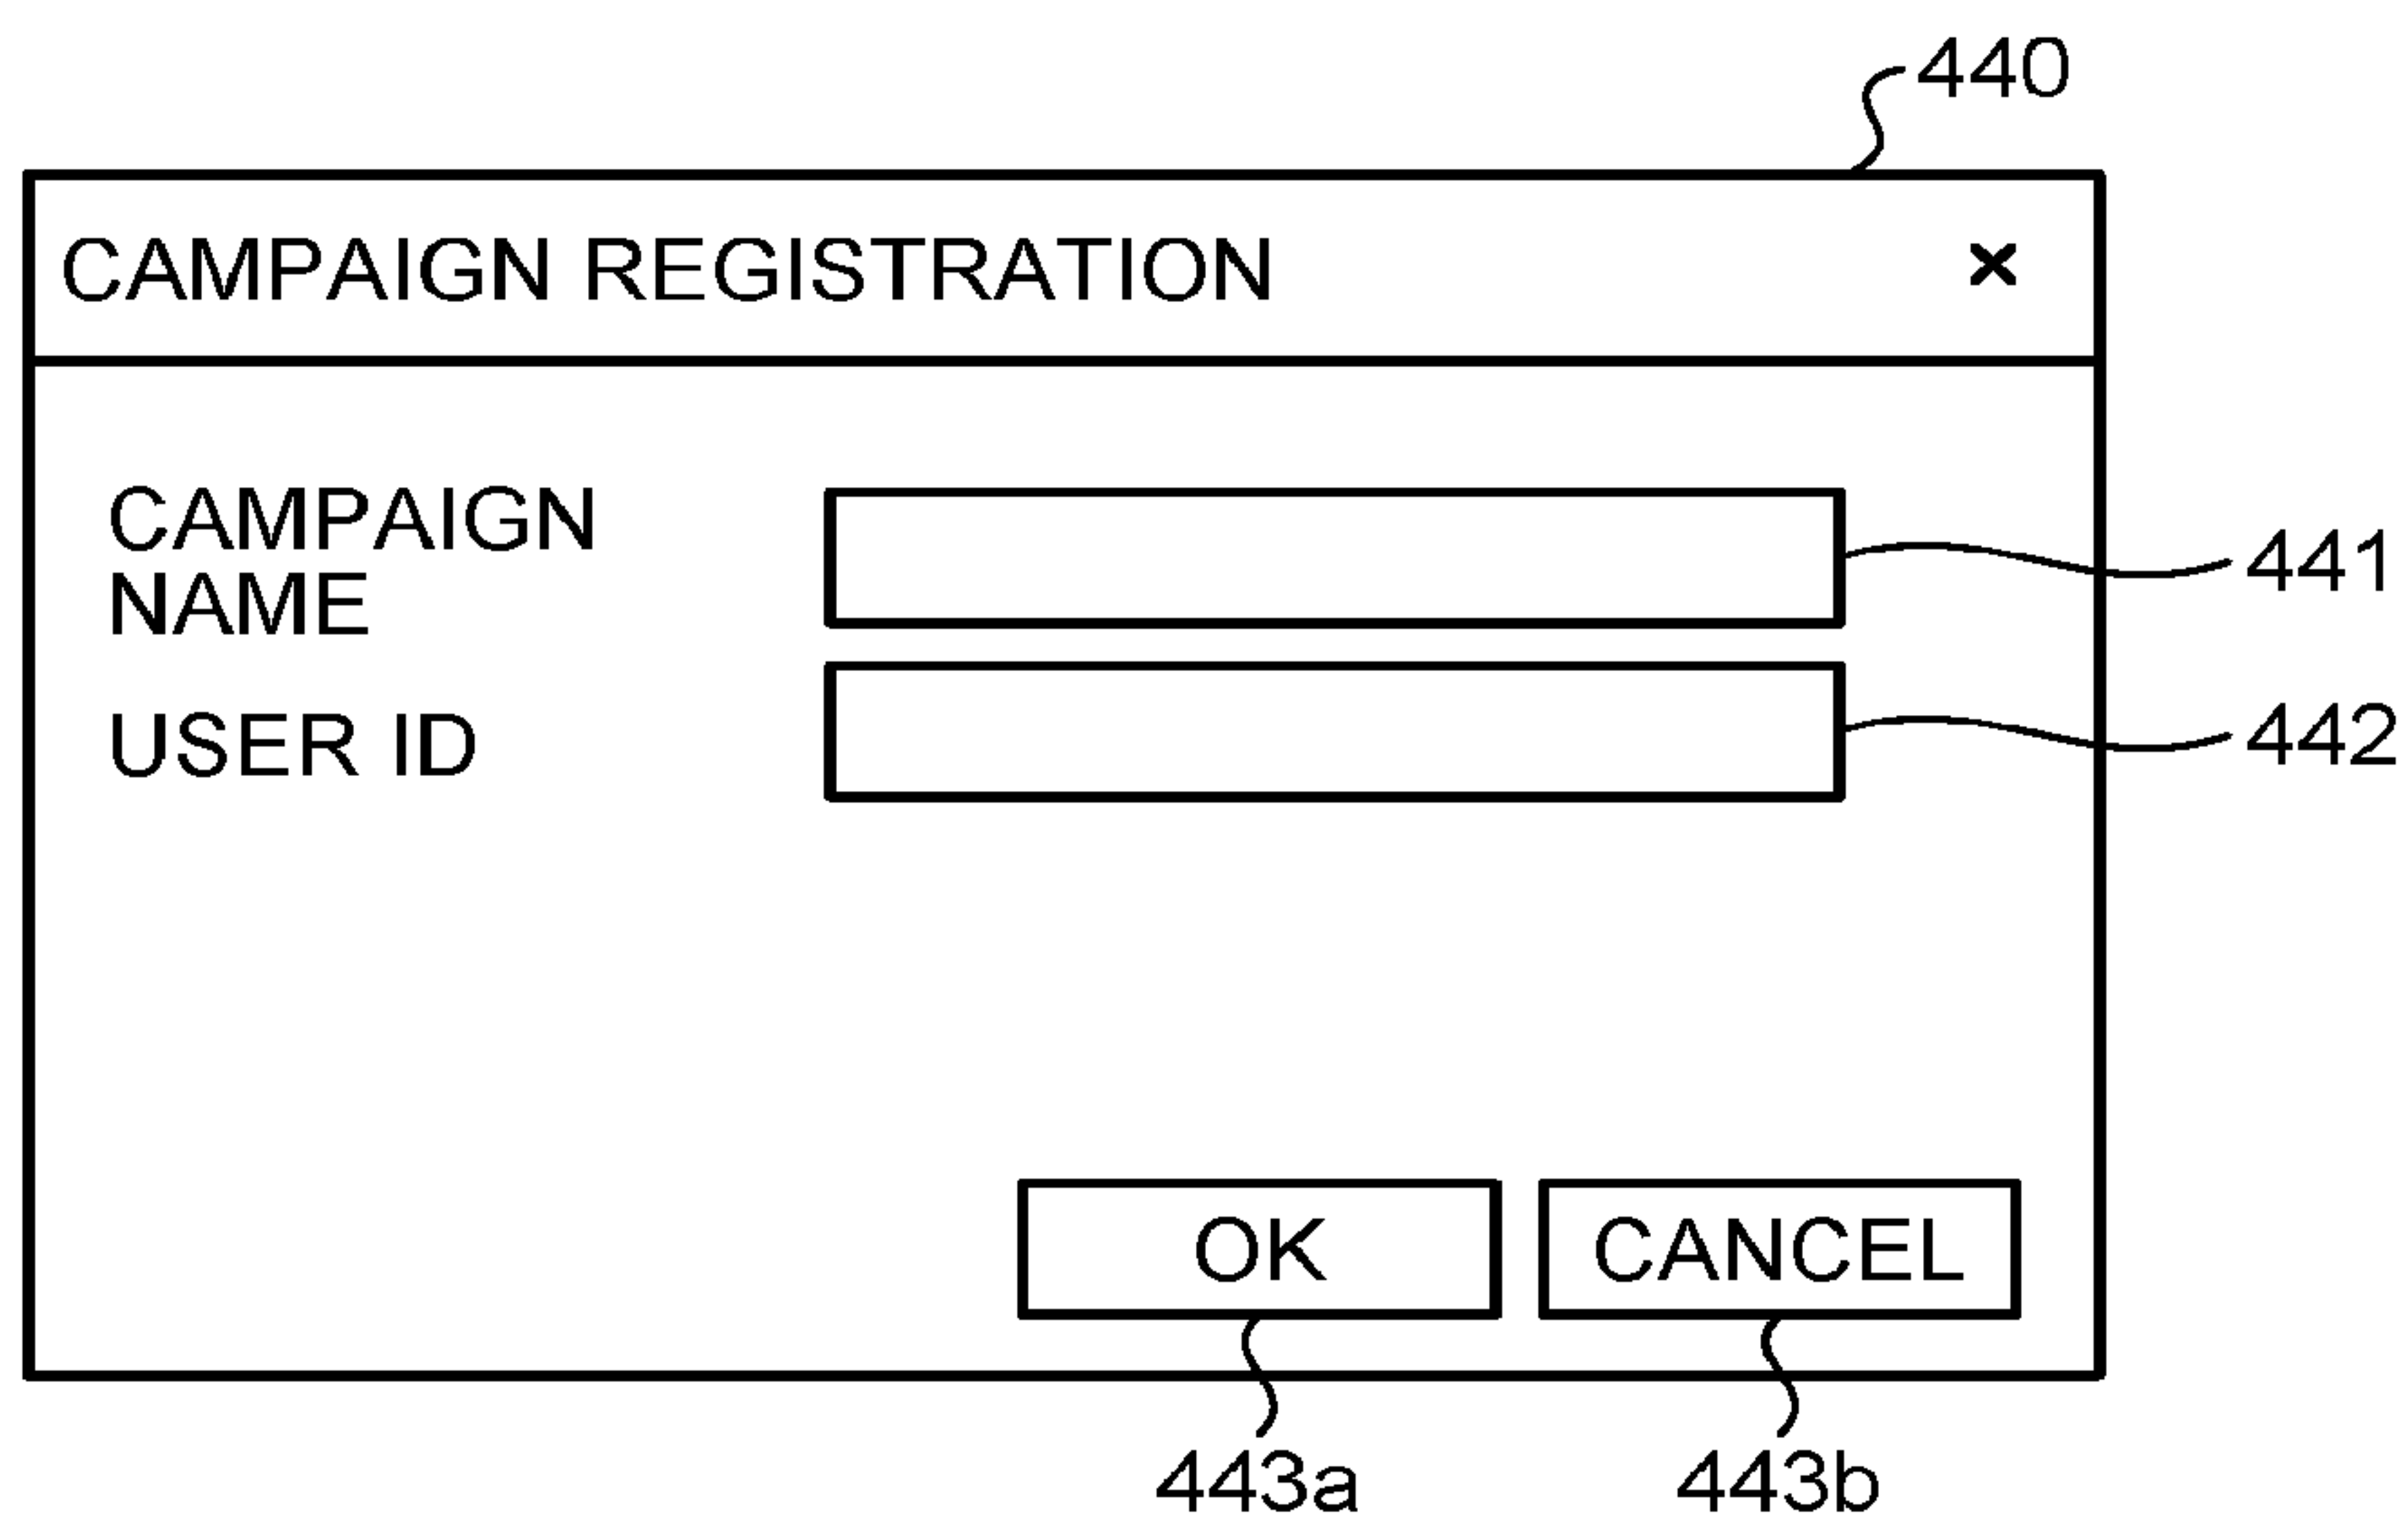 440
CAMPAIGN REGISTRATION ×
CAMPAIGN
NAME
441
USER ID
442
OK CANCEL
443a 443b